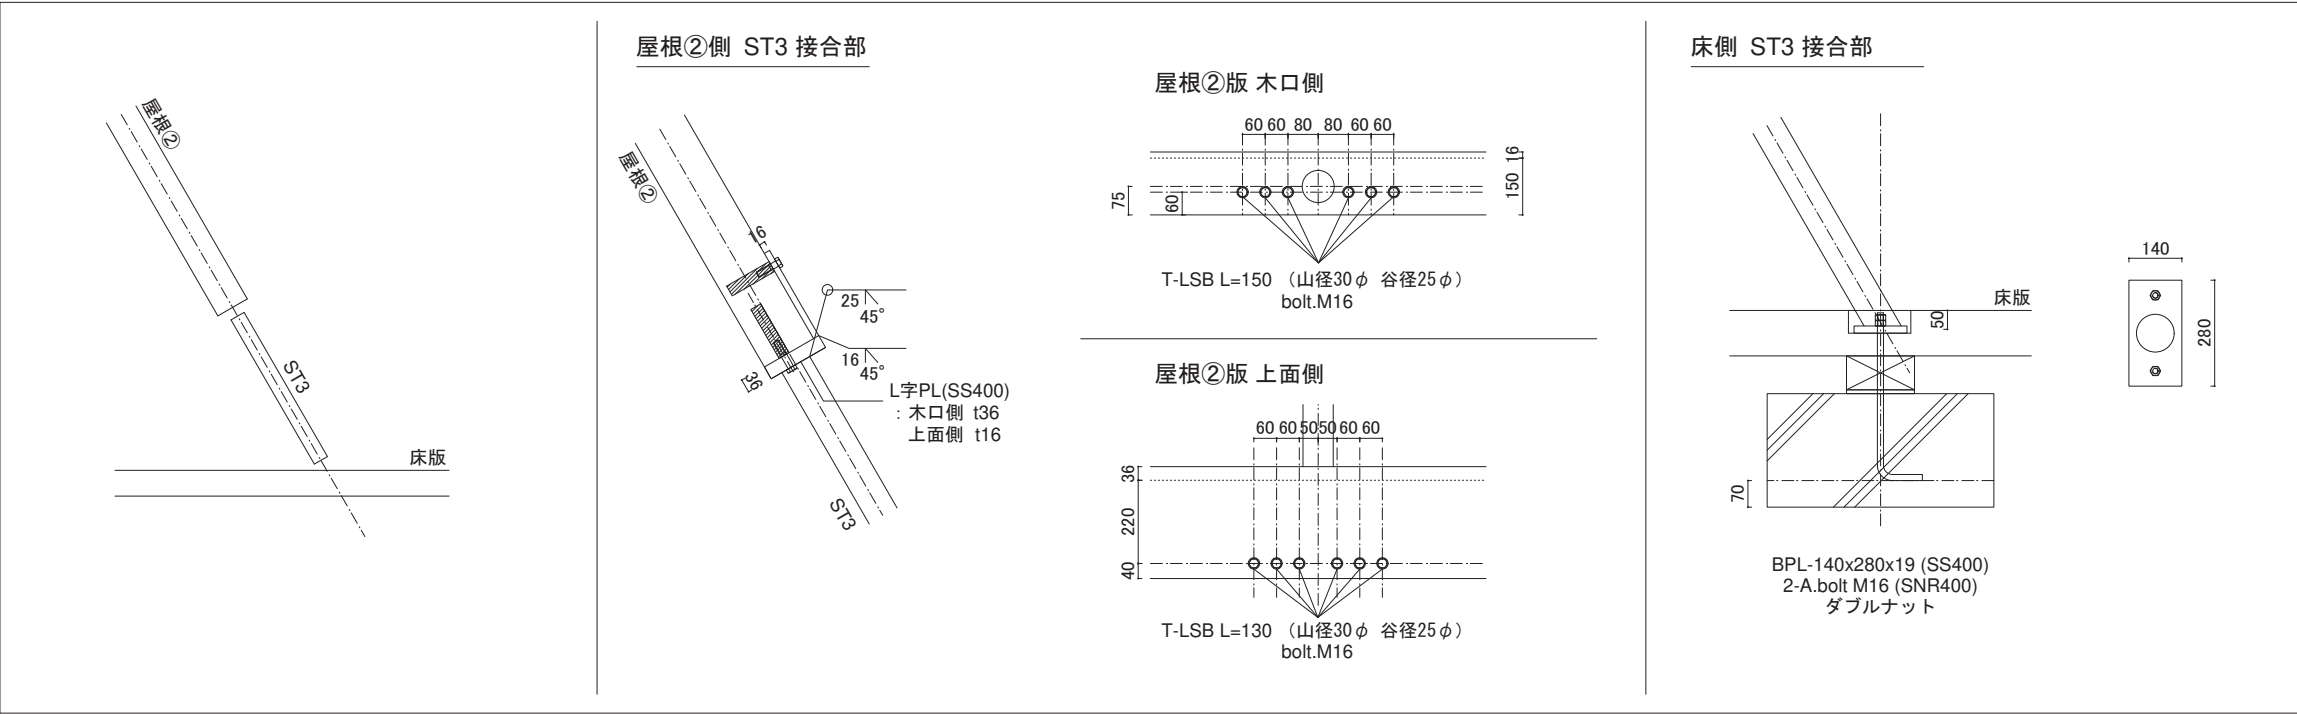 屋根②
ST3
床版
屋根②側 ST3 接合部
屋根②
16
25
45°
16
45°
36
L字PL(SS400)
: 木口側 t36
上面側 t16
ST3
屋根②版 木口側
60 60 80 80 60 60
16
150
75
60
T-LSB L=150 （山径30φ 谷径25φ）
bolt.M16
屋根②版 上面側
60 60 50 50 60 60
36
220
40
T-LSB L=130 （山径30φ 谷径25φ）
bolt.M16
床側 ST3 接合部
床版
50
70
140
280
BPL-140x280x19 (SS400)
2-A.bolt M16 (SNR400)
ダブルナット